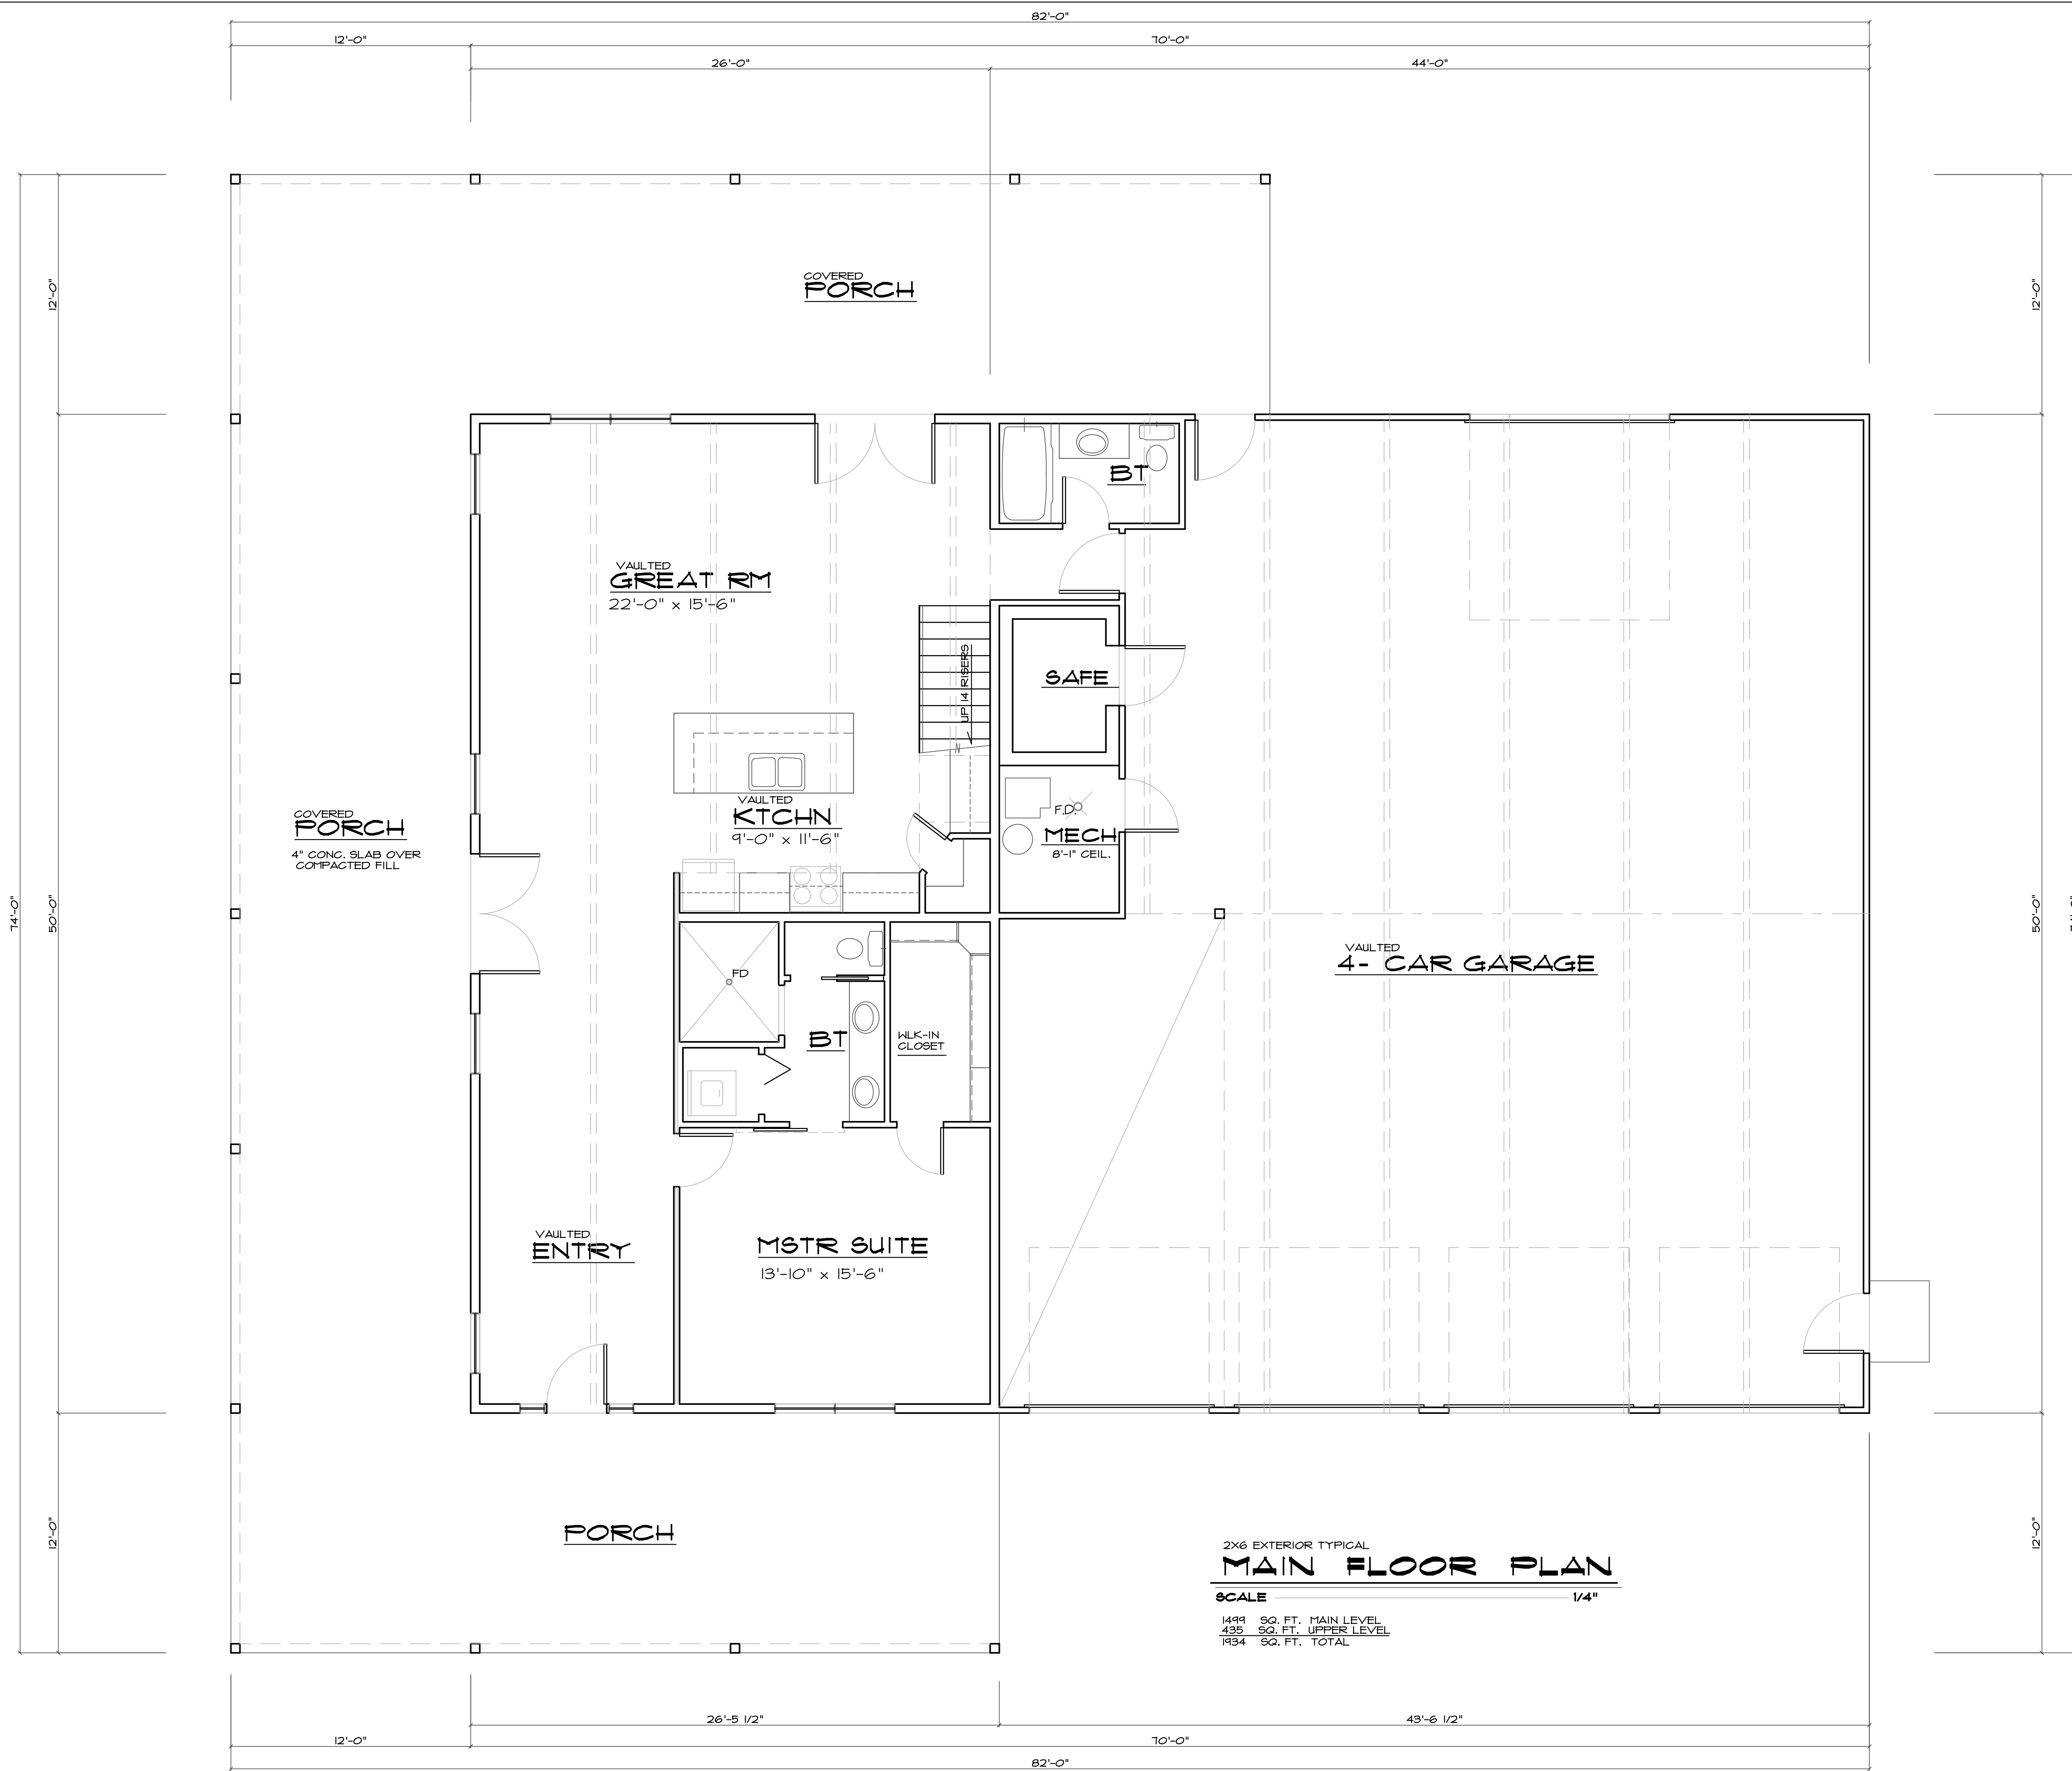 82'-0"
12'-0"
70'-0"
26'-0"
44'-0"
12'-0"
12'-0"
COVERED
PORCH
BT
VAULTED
GREAT RM
22'-0" x 15'-6"
UP 14 RISERS
SAFE
VAULTED
KTCHN
9'-0" x 11'-6"
F.D.
MECH
8'-1" CEIL.
COVERED
PORCH
4" CONC. SLAB OVER
COMPACTED FILL
74'-0"
50'-0"
50'-0"
VAULTED
4- CAR GARAGE
FD
BT
WLK-IN
CLOSET
VAULTED
ENTRY
MSTR SUITE
13'-10" x 15'-6"
12'-0"
12'-0"
PORCH
2X6 EXTERIOR TYPICAL
MAIN FLOOR PLAN
SCALE 1/4"
1499 SQ. FT. MAIN LEVEL
435 SQ. FT. UPPER LEVEL
1934 SQ. FT. TOTAL
26'-5 1/2"
43'-6 1/2"
12'-0"
70'-0"
82'-0"